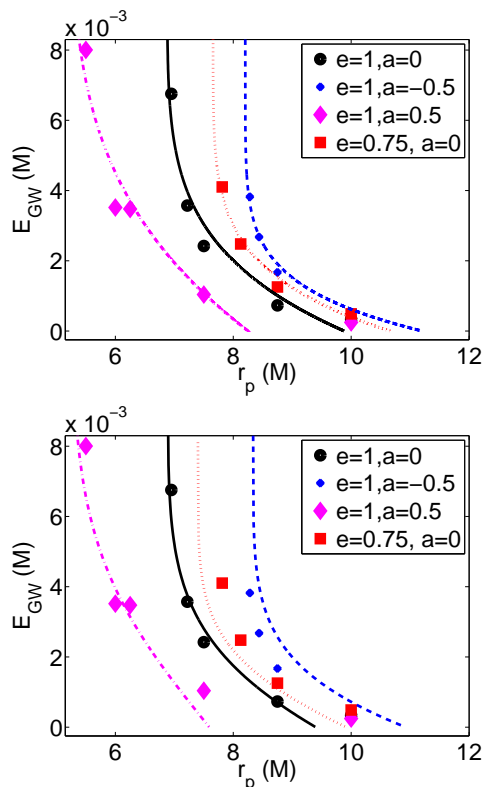 x 10⁻³
8
6
4
2
0
E_GW (M)
6 8 10 12
r_p (M)
e=1,a=0
e=1,a=−0.5
e=1,a=0.5
e=0.75, a=0
x 10⁻³
8
6
4
2
0
E_GW (M)
6 8 10 12
r_p (M)
e=1,a=0
e=1,a=−0.5
e=1,a=0.5
e=0.75, a=0